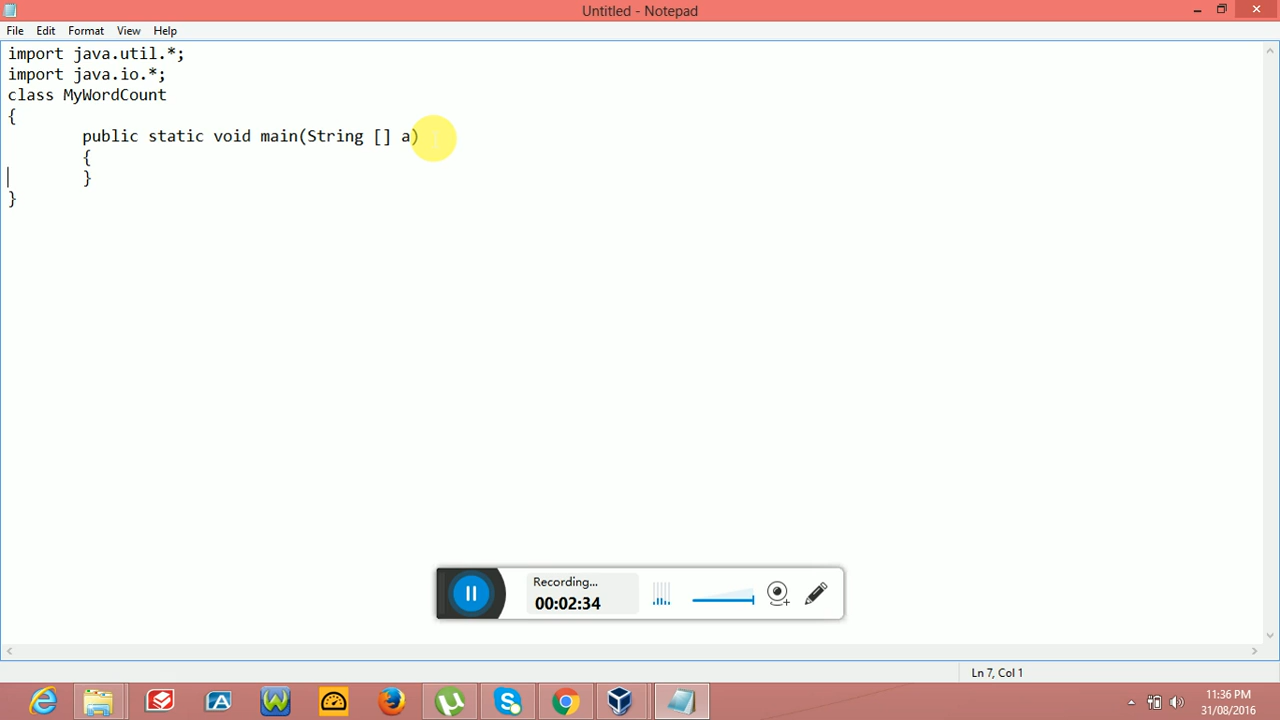 Untitled - Notepad
File Edit Format View Help
import java.util.*;
import java.io.*;
class MyWordCount
{
public static void main(String [] a)
{
}
}
Recording...
00:02:34
Ln 7, Col 1
11:36 PM
31/08/2016